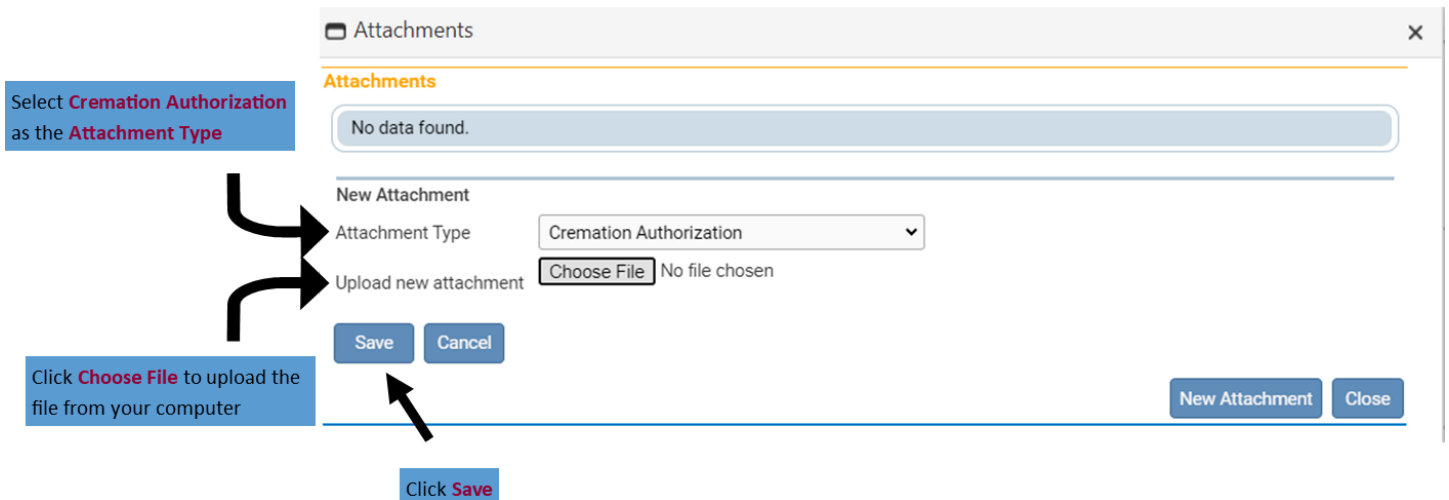 Attachments
Attachments
Select Cremation Authorization
as the Attachment Type
No data found.
New Attachment
Attachment Type
Cremation Authorization
Upload new attachment
Choose File No file chosen
Save
Cancel
Click Choose File to upload the
file from your computer
New Attachment
Close
Click Save